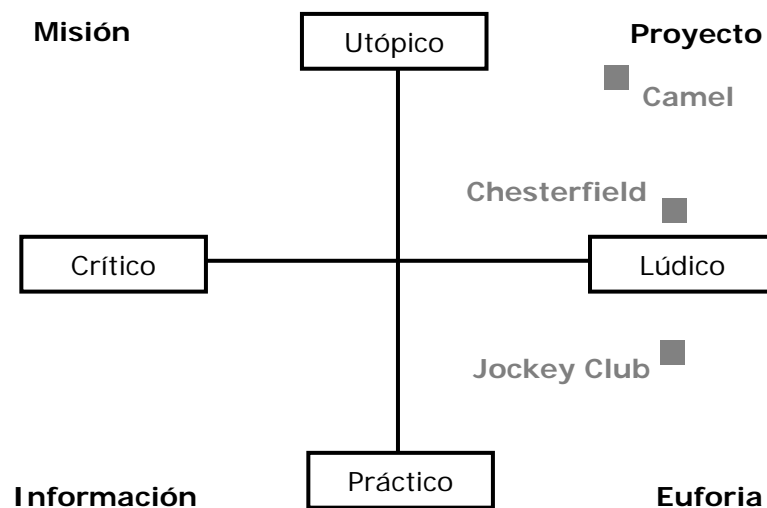 Misión
Utópico
Proyecto
Camel
Chesterfield
Crítico
Lúdico
Jockey Club
Práctico
Información
Euforia